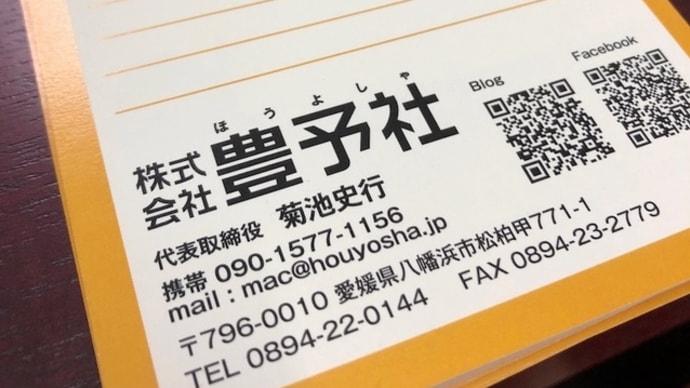 Blog
Facebook
ほうよしゃ
株式会社 豊予社
代表取締役 菊池史行
携帯 090-1577-1156
mail : mac@houyosha.jp
〒796-0010 愛媛県八幡浜市松柏甲771-1
TEL 0894-22-0144 FAX 0894-23-2779